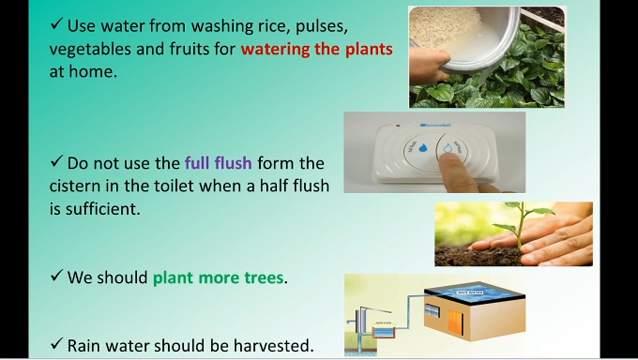 ✓ Use water from washing rice, pulses,
vegetables and fruits for watering the plants
at home.
✓ Do not use the full flush form the
cistern in the toilet when a half flush
is sufficient.
✓ We should plant more trees.
✓ Rain water should be harvested.